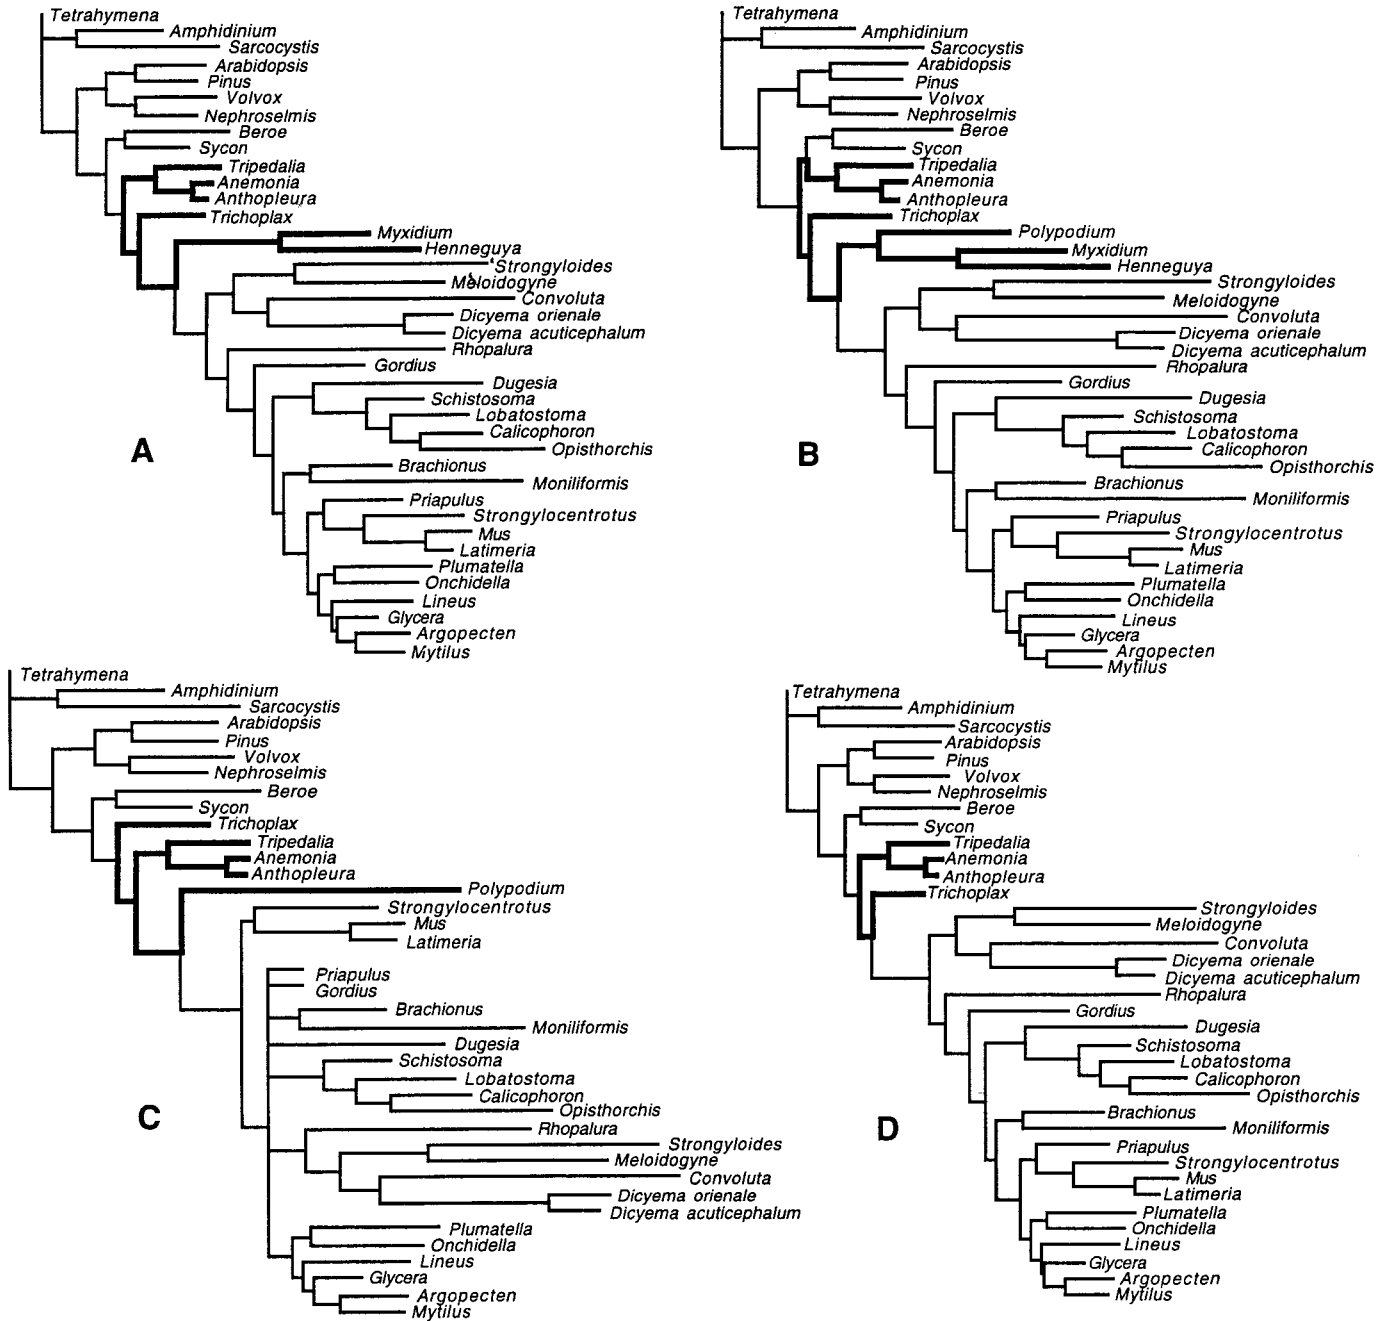 Tetrahymena
Amphidinium
Sarcocystis
Arabidopsis
Pinus
Volvox
Nephroselmis
Beroe
Sycon
Tripedalia
Anemonia
Anthopleura
Trichoplax
Myxidium
Henneguya
Strongyloides
Meloidogyne
Convoluta
Dicyema orienale
Dicyema acuticephalum
Rhopalura
Gordius
Dugesia
Schistosoma
Lobatostoma
Calicophoron
Opisthorchis
A
Brachionus
Moniliformis
Priapulus
Strongylocentrotus
Mus
Latimeria
Plumatella
Onchidella
Lineus
Glycera
Argopecten
Mytilus
Tetrahymena
Amphidinium
Sarcocystis
Arabidopsis
Pinus
Volvox
Nephroselmis
Beroe
Sycon
Tripedalia
Anemonia
Anthopleura
Trichoplax
Polypodium
Myxidium
Henneguya
Strongyloides
Meloidogyne
Convoluta
Dicyema orienale
Dicyema acuticephalum
Rhopalura
Gordius
Dugesia
Schistosoma
Lobatostoma
Calicophoron
B
Opisthorchis
Brachionus
Moniliformis
Priapulus
Strongylocentrotus
Mus
Latimeria
Plumatella
Onchidella
Lineus
Glycera
Argopecten
Mytilus
Tetrahymena
Amphidinium
Sarcocystis
Arabidopsis
Pinus
Volvox
Nephroselmis
Beroe
Sycon
Trichoplax
Tripedalia
Anemonia
Anthopleura
Polypodium
Strongylocentrotus
Mus
Latimeria
Priapulus
Gordius
Brachionus
Moniliformis
Dugesia
Schistosoma
Lobatostoma
Calicophoron
Opisthorchis
C
Rhopalura
Strongyloides
Meloidogyne
Convoluta
Dicyema orienale
Dicyema acuticephalum
Plumatella
Onchidella
Lineus
Glycera
Argopecten
Mytilus
Tetrahymena
Amphidinium
Sarcocystis
Arabidopsis
Pinus
Volvox
Nephroselmis
Beroe
Sycon
Tripedalia
Anemonia
Anthopleura
Trichoplax
Strongyloides
Meloidogyne
Convoluta
Dicyema orienale
Dicyema acuticephalum
Rhopalura
Gordius
Dugesia
Schistosoma
Lobatostoma
Calicophoron
Opisthorchis
Brachionus
D
Moniliformis
Priapulus
Strongylocentrotus
Mus
Latimeria
Plumatella
Onchidella
Lineus
Glycera
Argopecten
Mytilus